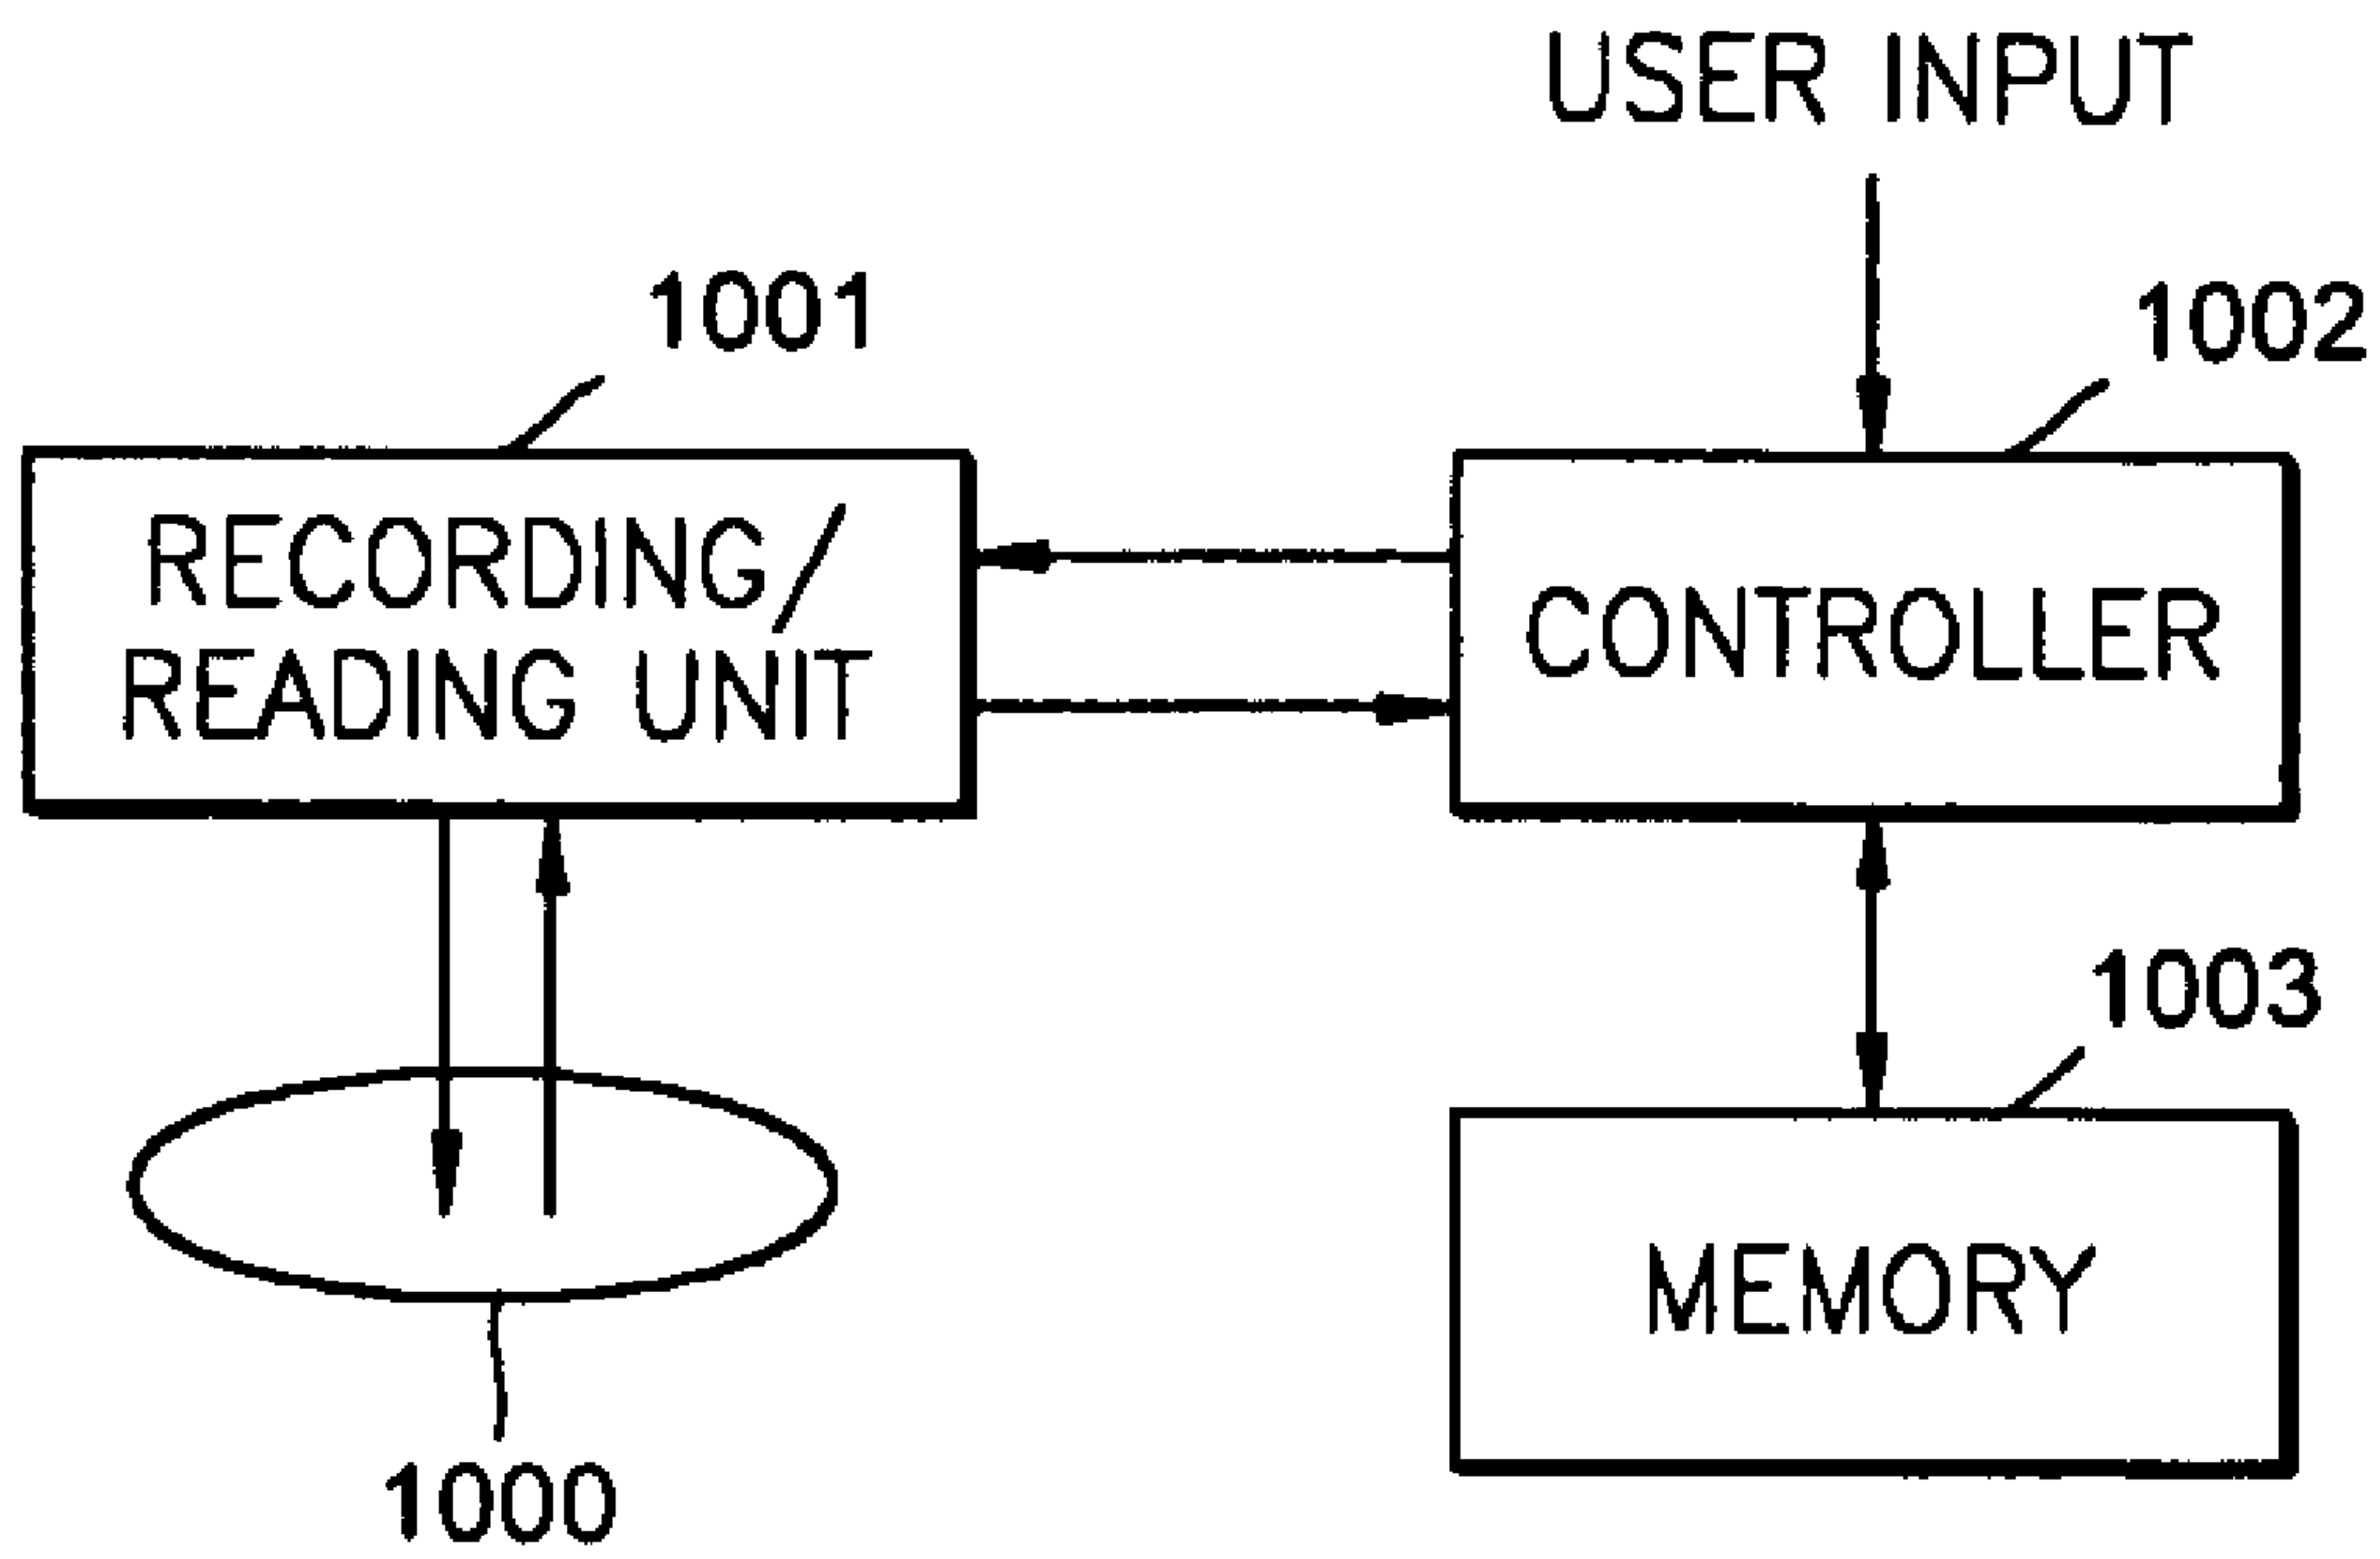 USER INPUT
1001
1002
RECORDING/
READING UNIT
CONTROLLER
1003
MEMORY
1000